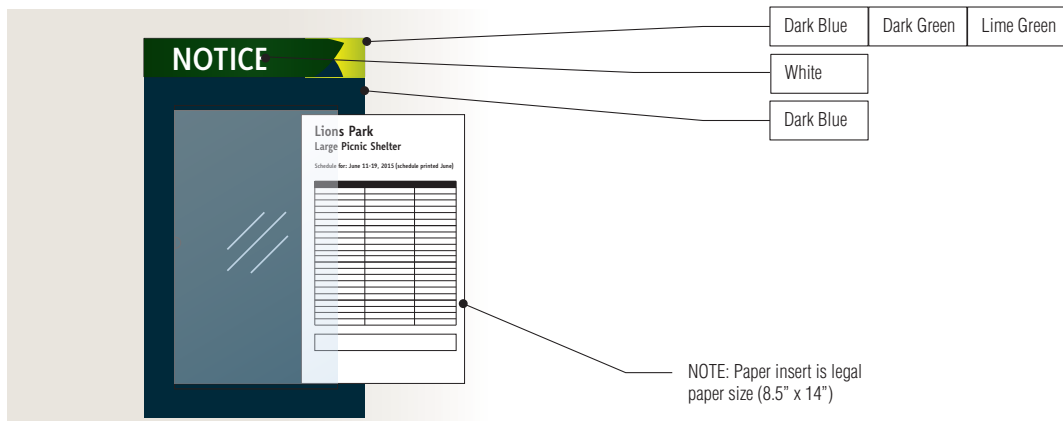 Dark Blue Dark Green Lime Green
NOTICE
White
Dark Blue
Lions Park
Large Picnic Shelter
Schedule for: June 11-19, 2015 (schedule printed June)
NOTE: Paper insert is legal
paper size (8.5” x 14”)